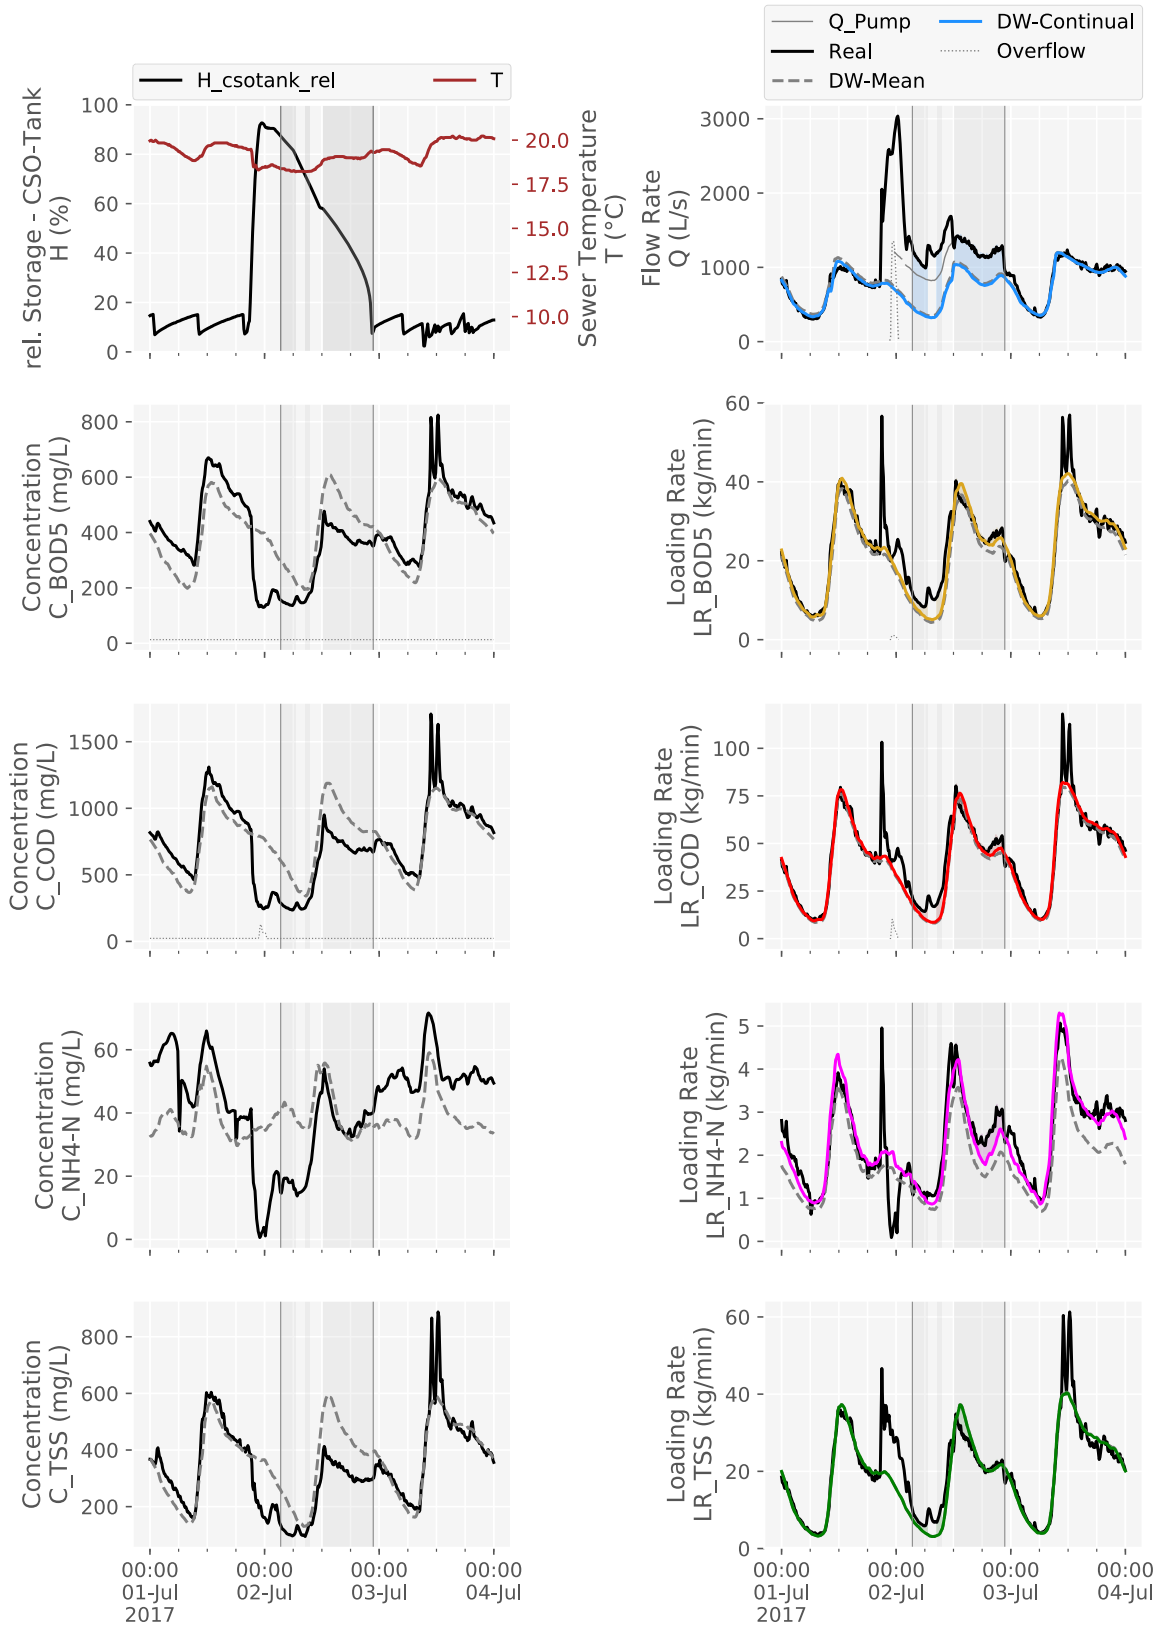 Q_Pump
DW-Continual
Real
Overflow
DW-Mean
H_csotank_rel
T
rel. Storage - CSO-Tank
H (%)
100
80
60
40
20
0
20.0
17.5
15.0
12.5
10.0
Sewer Temperature
T (°C)
Flow Rate
Q (L/s)
3000
2000
1000
0
Concentration
C_BOD5 (mg/L)
800
600
400
200
0
Loading Rate
LR_BOD5 (kg/min)
60
40
20
0
Concentration
C_COD (mg/L)
1500
1000
500
0
Loading Rate
LR_COD (kg/min)
100
75
50
25
0
Concentration
C_NH4-N (mg/L)
60
40
20
0
Loading Rate
LR_NH4-N (kg/min)
5
4
3
2
1
0
Concentration
C_TSS (mg/L)
800
600
400
200
Loading Rate
LR_TSS (kg/min)
60
40
20
0
00:00 00:00 00:00 00:00
01-Jul 02-Jul 03-Jul 04-Jul
2017
00:00 00:00 00:00 00:00
01-Jul 02-Jul 03-Jul 04-Jul
2017